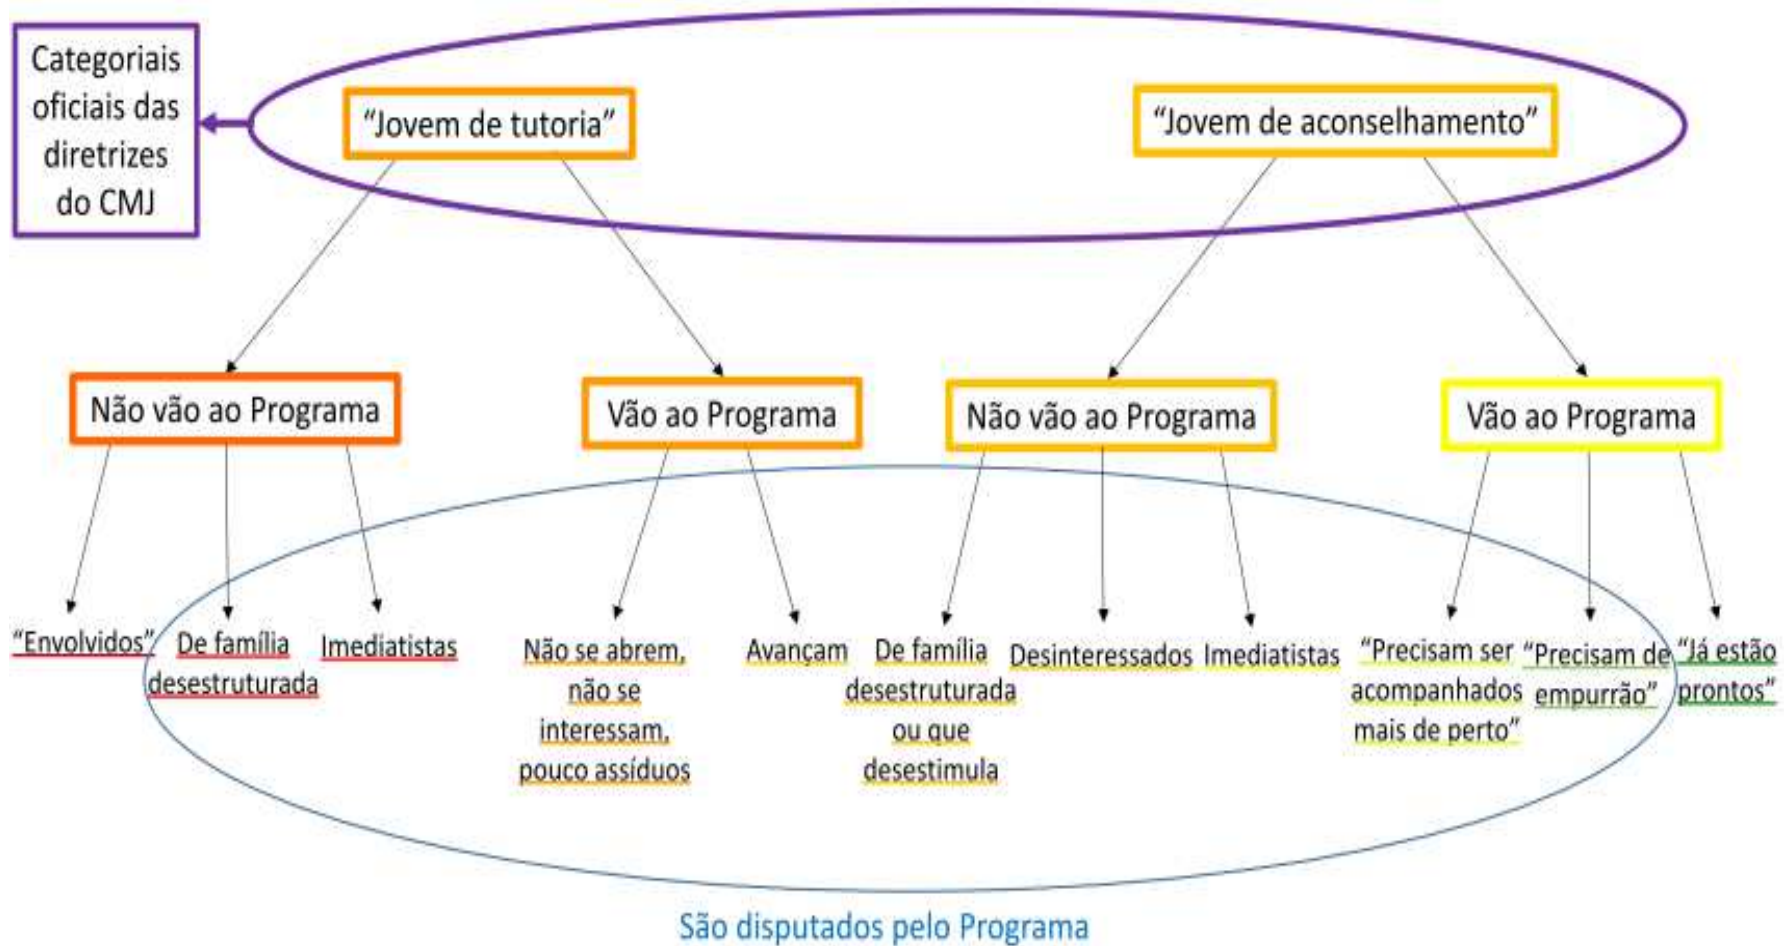 Categoriais
oficiais das
diretrizes
do CMJ
“Jovem de tutoria”
“Jovem de aconselhamento”
Não vão ao Programa
Vão ao Programa
Não vão ao Programa
Vão ao Programa
“Envolvidos”
De família
desestruturada
Imediatistas
Não se abrem,
não se
interessam,
pouco assíduos
Avançam
De família
desestruturada
ou que
desestimula
Desinteressados
Imediatistas
“Precisam ser
acompanhados
mais de perto”
“Precisam de
empurrão”
“Já estão
prontos”
São disputados pelo Programa